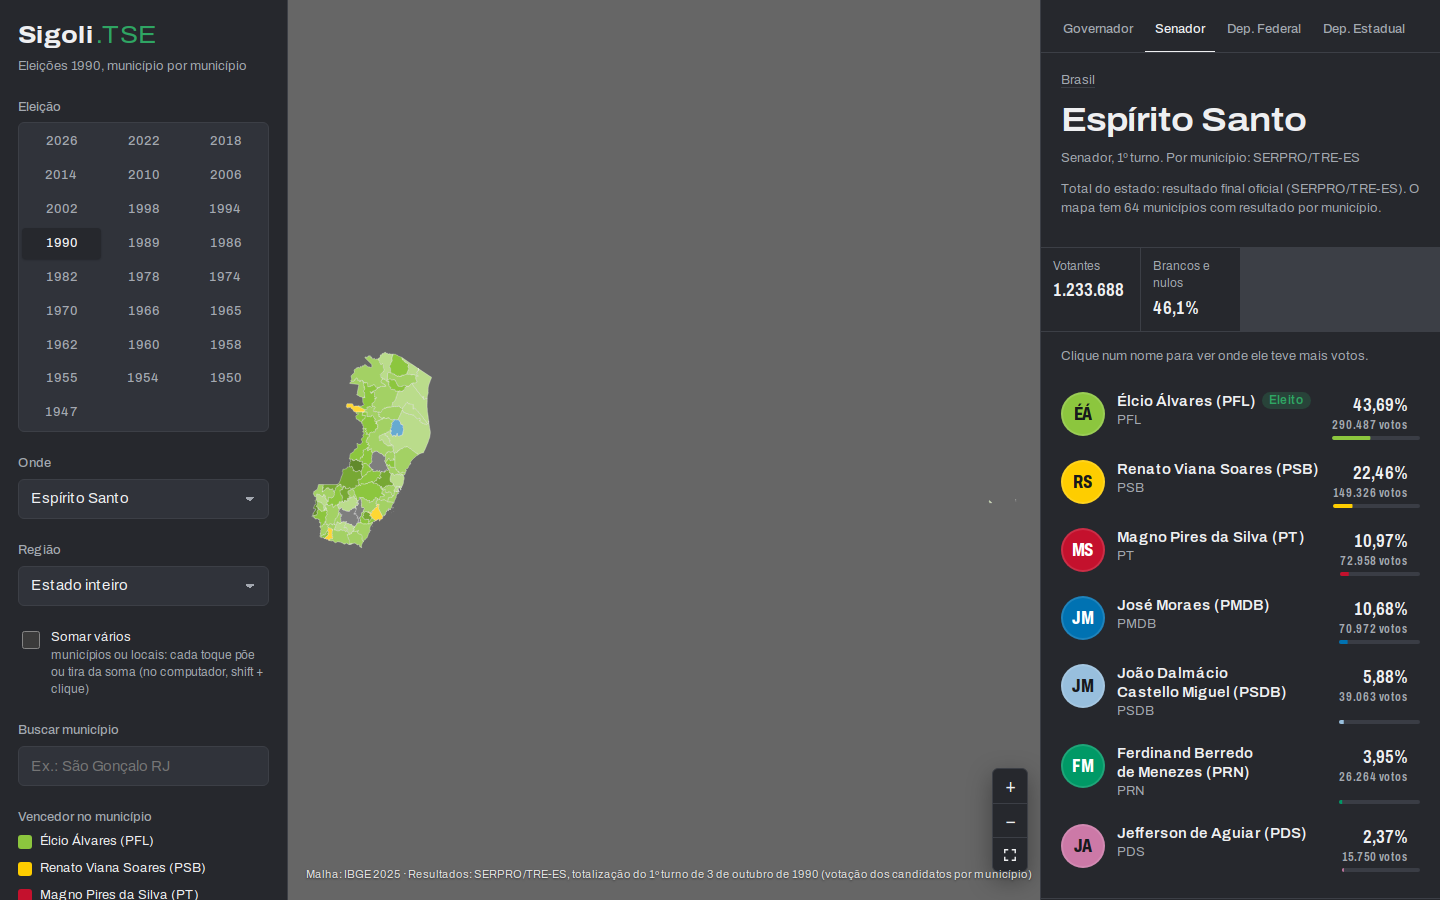 Sigoli.TSE
Eleições 1990, município por município
Eleição
2026 2022 2018
2014 2010 2006
2002 1998 1994
1990 1989 1986
1982 1978 1974
1970 1966 1965
1962 1960 1958
1955 1954 1950
1947
Onde
Espírito Santo
Região
Estado inteiro
Somar vários
municípios ou locais: cada toque põe
ou tira da soma (no computador, shift +
clique)
Buscar município
Ex.: São Gonçalo RJ
Vencedor no município
Élcio Álvares (PFL)
Renato Viana Soares (PSB)
Magno Pires da Silva (PT)
+
−
Malha: IBGE 2025 · Resultados: SERPRO/TRE-ES, totalização do 1º turno de 3 de outubro de 1990 (votação dos candidatos por município)
Governador Senador Dep. Federal Dep. Estadual
Brasil
Espírito Santo
Senador, 1º turno. Por município: SERPRO/TRE-ES
Total do estado: resultado final oficial (SERPRO/TRE-ES). O
mapa tem 64 municípios com resultado por município.
Votantes
1.233.688
Brancos e
nulos
46,1%
Clique num nome para ver onde ele teve mais votos.
ÉÁ Élcio Álvares (PFL) Eleito 43,69%
PFL 290.487 votos
RS Renato Viana Soares (PSB) 22,46%
PSB 149.326 votos
MS Magno Pires da Silva (PT) 10,97%
PT 72.958 votos
JM José Moraes (PMDB) 10,68%
PMDB 70.972 votos
JM João Dalmácio 5,88%
Castello Miguel (PSDB) 39.063 votos
PSDB
FM Ferdinand Berredo 3,95%
de Menezes (PRN) 26.264 votos
PRN
JA Jefferson de Aguiar (PDS) 2,37%
PDS 15.750 votos